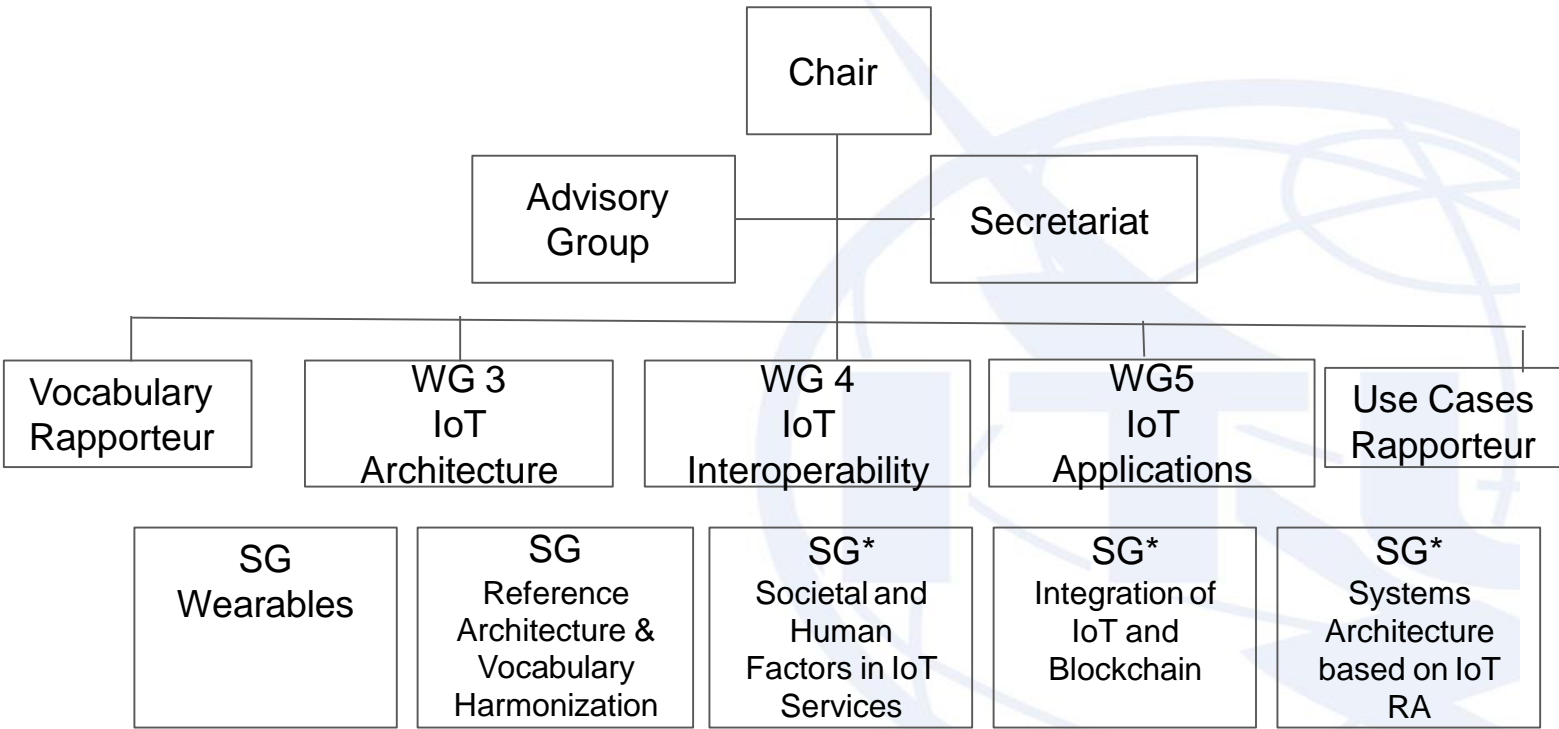 Chair
Advisory
Group
Secretariat
Vocabulary
Rapporteur
WG 3
IoT
Architecture
WG 4
IoT
Interoperability
WG5
IoT
Applications
Use Cases
Rapporteur
SG
Wearables
SG
Reference
Architecture &
Vocabulary
Harmonization
SG*
Societal and
Human
Factors in IoT
Services
SG*
Integration of
IoT and
Blockchain
SG*
Systems
Architecture
based on IoT
RA
ITU